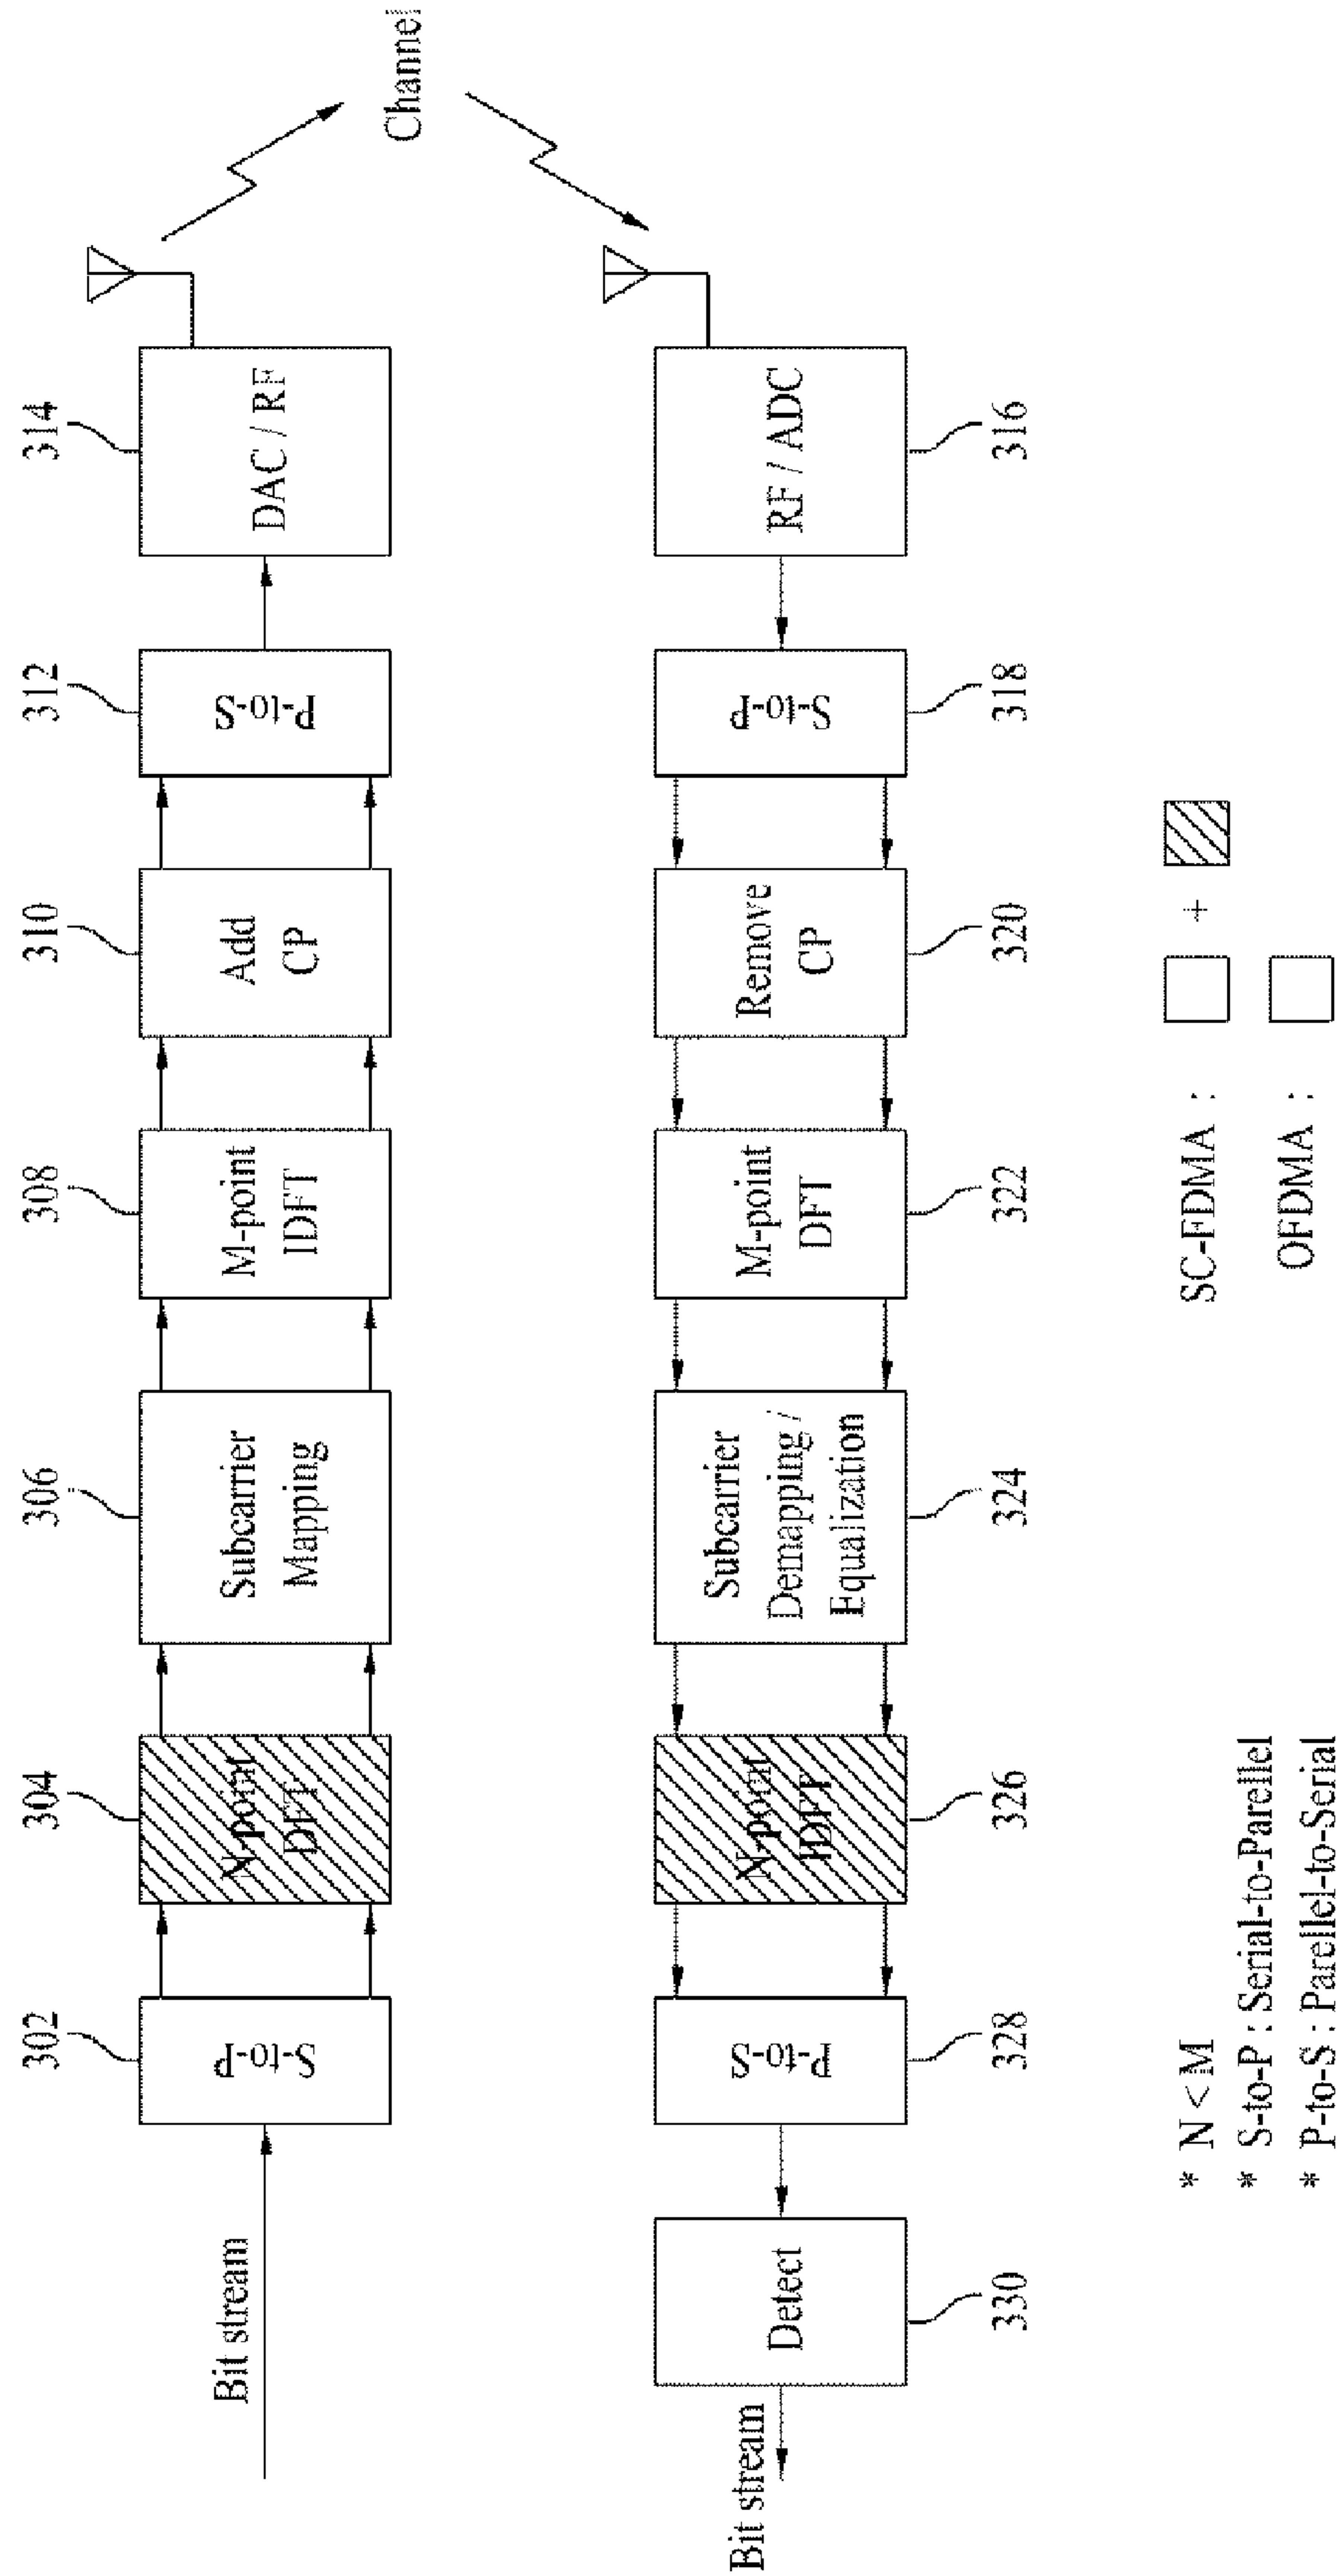 302
304
306
308
310
312
314
Bit stream
S-to-P
N-point
DFT
Subcarrier
Mapping
M-point
IDFT
Add
CP
P-to-S
DAC / RF
Channel
Bit stream
Detect
P-to-S
N-point
IDFT
Subcarrier
Demapping /
Equalization
M-point
DFT
Remove
CP
S-to-P
RF / ADC
330
328
326
324
322
320
318
316
* N < M
* S-to-P : Serial-to-Parellel
* P-to-S : Parellel-to-Serial
SC-FDMA : +
OFDMA :